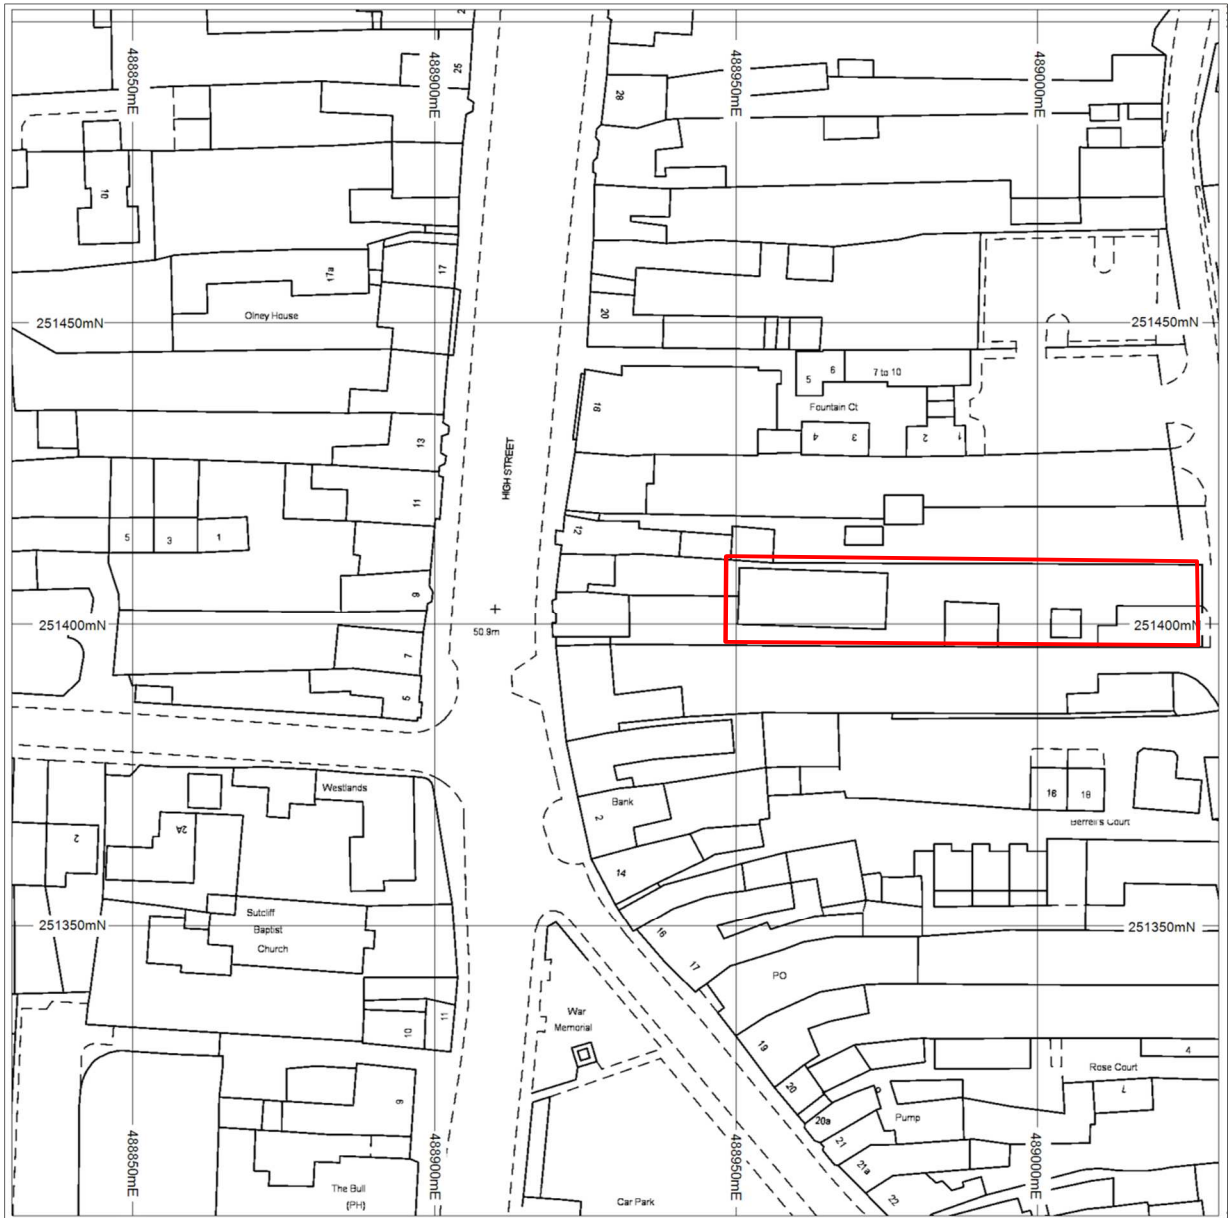 488850mE
488900mE
488950mE
489000mE
25
28
10
17a
17
Olney House
20
251450mN
251450mN
5
6
7 to 10
Fountain Ct
18
4
3
2
1
13
HIGH STREET
11
12
5
3
1
9
251400mN
50.9m
251400mN
7
5
Westlands
2
2A
Bank
2
16
18
Berrell's Court
14
Sutcliff
Baptist
Church
16
251350mN
251350mN
17
PO
War
Memorial
10
11
19
Rose Court
4
7
9
20
20a
Pump
21
21a
22
The Bull
(PH)
Car Park
488850mE
488900mE
488950mE
489000mE